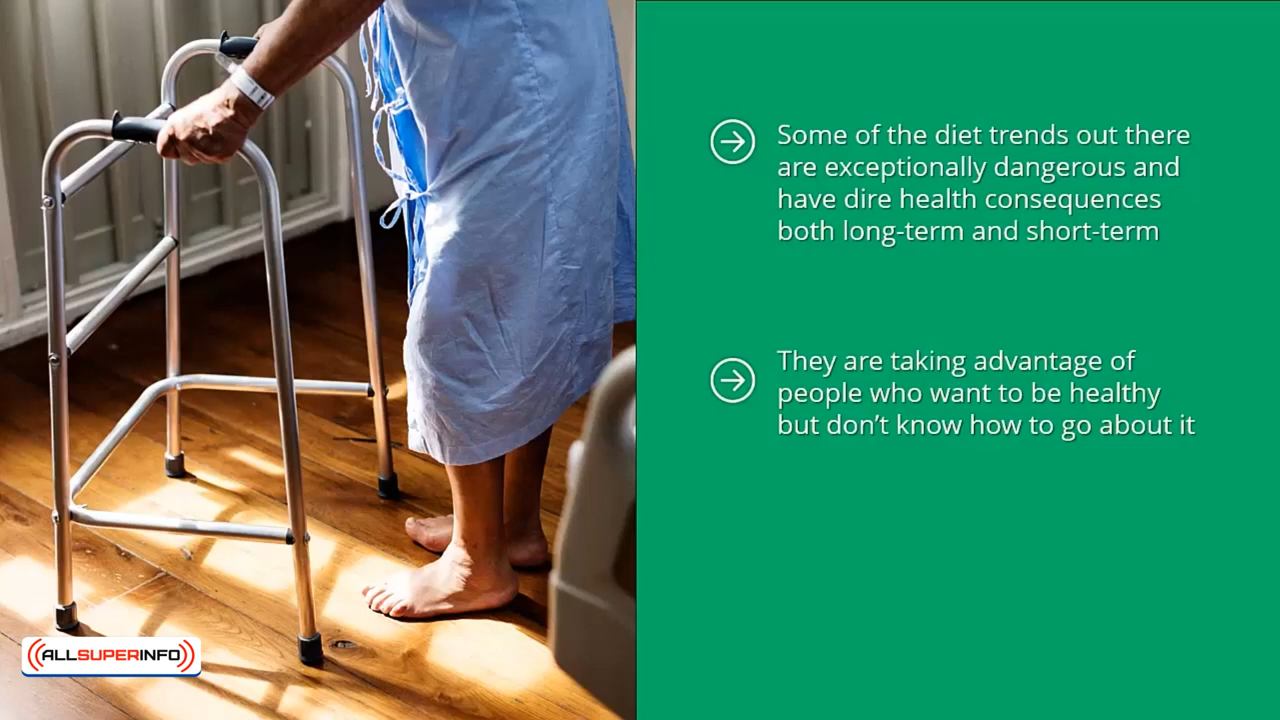 Some of the diet trends out there
are exceptionally dangerous and
have dire health consequences
both long-term and short-term
They are taking advantage of
people who want to be healthy
but don’t know how to go about it
ALLSUPERINFO